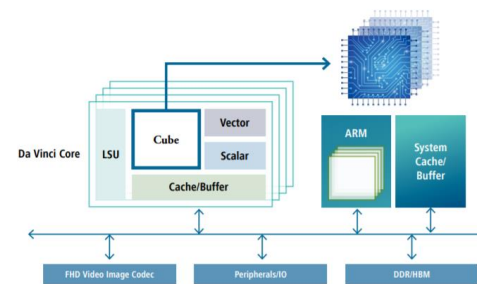 Da Vinci Core
LSU
Cube
Vector
Scalar
Cache/Buffer
ARM
System
Cache/
Buffer
FHD Video Image Codec
Peripherals/IO
DDR/HBM